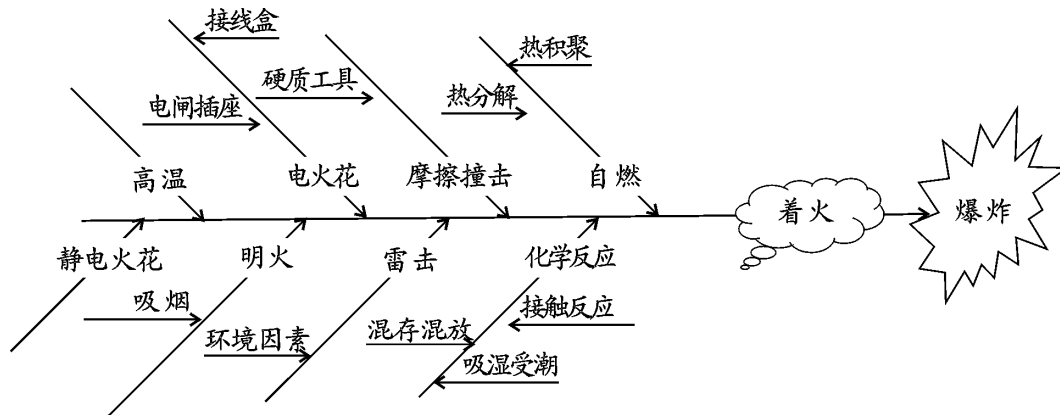 接线盒
热积聚
硬质工具
电闸插座
热分解
高温
电火花
摩擦撞击
自燃
着火
爆炸
静电火花
明火
雷击
化学反应
吸烟
接触反应
环境因素
混存混放
吸湿受潮